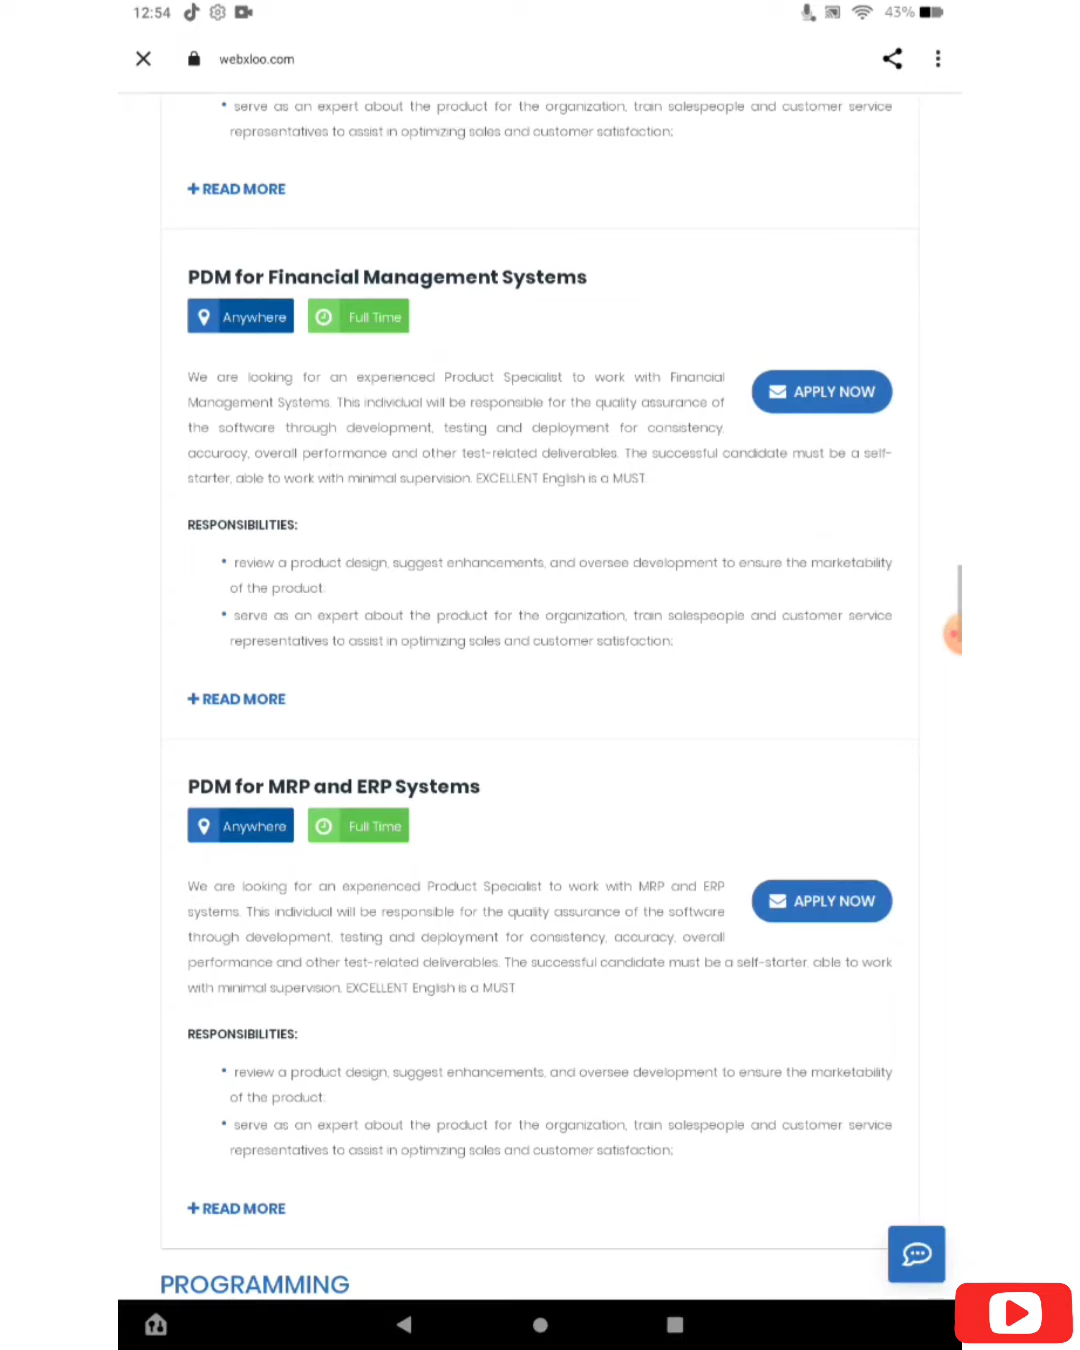 12:54
43%
webxloo.com
• serve as an expert about the product for the organization, train salespeople and customer service
representatives to assist in optimizing sales and customer satisfaction;
+ READ MORE
PDM for Financial Management Systems
Anywhere
Full Time
We are looking for an experienced Product Specialist to work with Financial
Management Systems. This individual will be responsible for the quality assurance of
the software through development, testing and deployment for consistency,
accuracy, overall performance and other test-related deliverables. The successful candidate must be a self-
starter, able to work with minimal supervision. EXCELLENT English is a MUST
APPLY NOW
RESPONSIBILITIES:
• review a product design, suggest enhancements, and oversee development to ensure the marketability
of the product;
• serve as an expert about the product for the organization, train salespeople and customer service
representatives to assist in optimizing sales and customer satisfaction;
+ READ MORE
PDM for MRP and ERP Systems
Anywhere
Full Time
We are looking for an experienced Product Specialist to work with MRP and ERP
systems. This individual will be responsible for the quality assurance of the software
through development, testing and deployment for consistency, accuracy, overall
performance and other test-related deliverables. The successful candidate must be a self-starter, able to work
with minimal supervision. EXCELLENT English is a MUST
APPLY NOW
RESPONSIBILITIES:
• review a product design, suggest enhancements, and oversee development to ensure the marketability
of the product;
• serve as an expert about the product for the organization, train salespeople and customer service
representatives to assist in optimizing sales and customer satisfaction;
+ READ MORE
PROGRAMMING